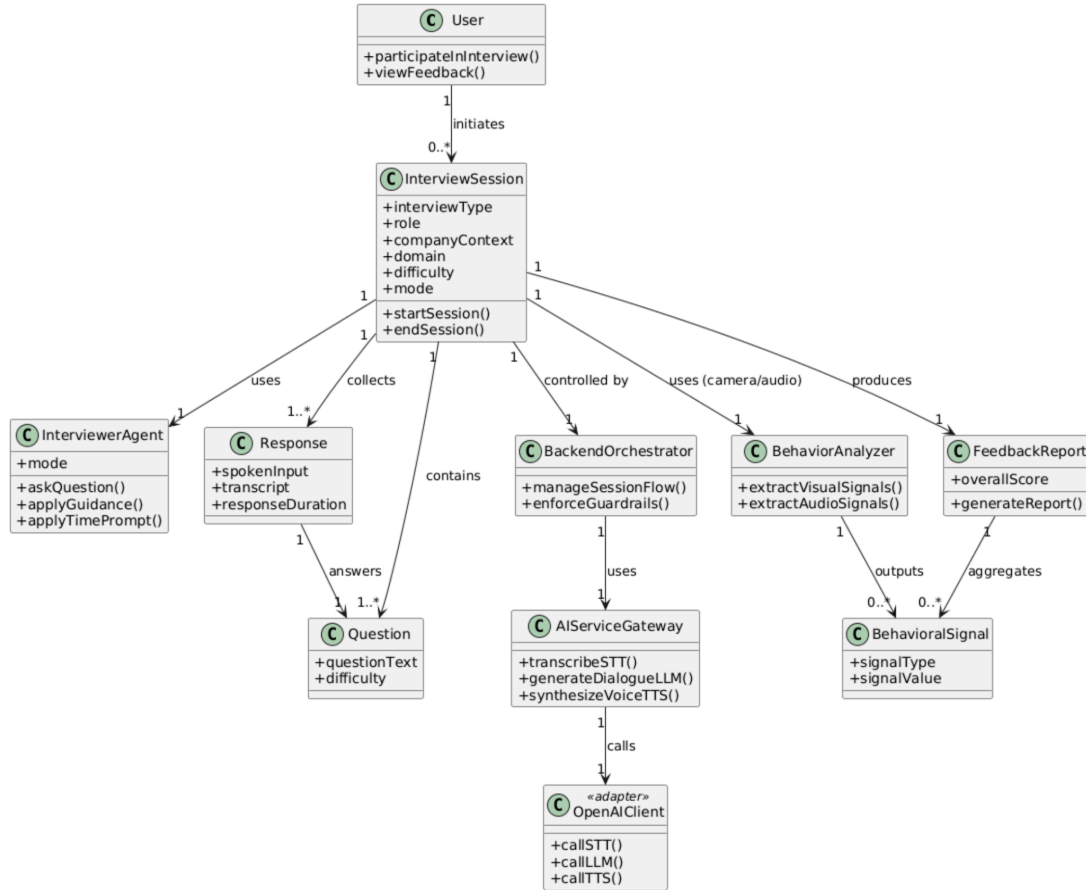 C User
+participateInInterview()
+viewFeedback()
1
initiates
0..*
C InterviewSession
+interviewType
+role
+companyContext
+domain
+difficulty
+mode
+startSession()
+endSession()
1
uses
1
1
collects
1..*
1
contains
1..*
1
controlled by
1
1
uses (camera/audio)
1
1
produces
1
C InterviewerAgent
+mode
+askQuestion()
+applyGuidance()
+applyTimePrompt()
C Response
+spokenInput
+transcript
+responseDuration
C BackendOrchestrator
+manageSessionFlow()
+enforceGuardrails()
C BehaviorAnalyzer
+extractVisualSignals()
+extractAudioSignals()
C FeedbackReport
+overallScore
+generateReport()
1
answers
1
1
uses
1
1
outputs
0..*
1
aggregates
0..*
C Question
+questionText
+difficulty
C AIServiceGateway
+transcribeSTT()
+generateDialogueLLM()
+synthesizeVoiceTTS()
C BehavioralSignal
+signalType
+signalValue
1
calls
1
C «adapter»
OpenAIClient
+callSTT()
+callLLM()
+callTTS()